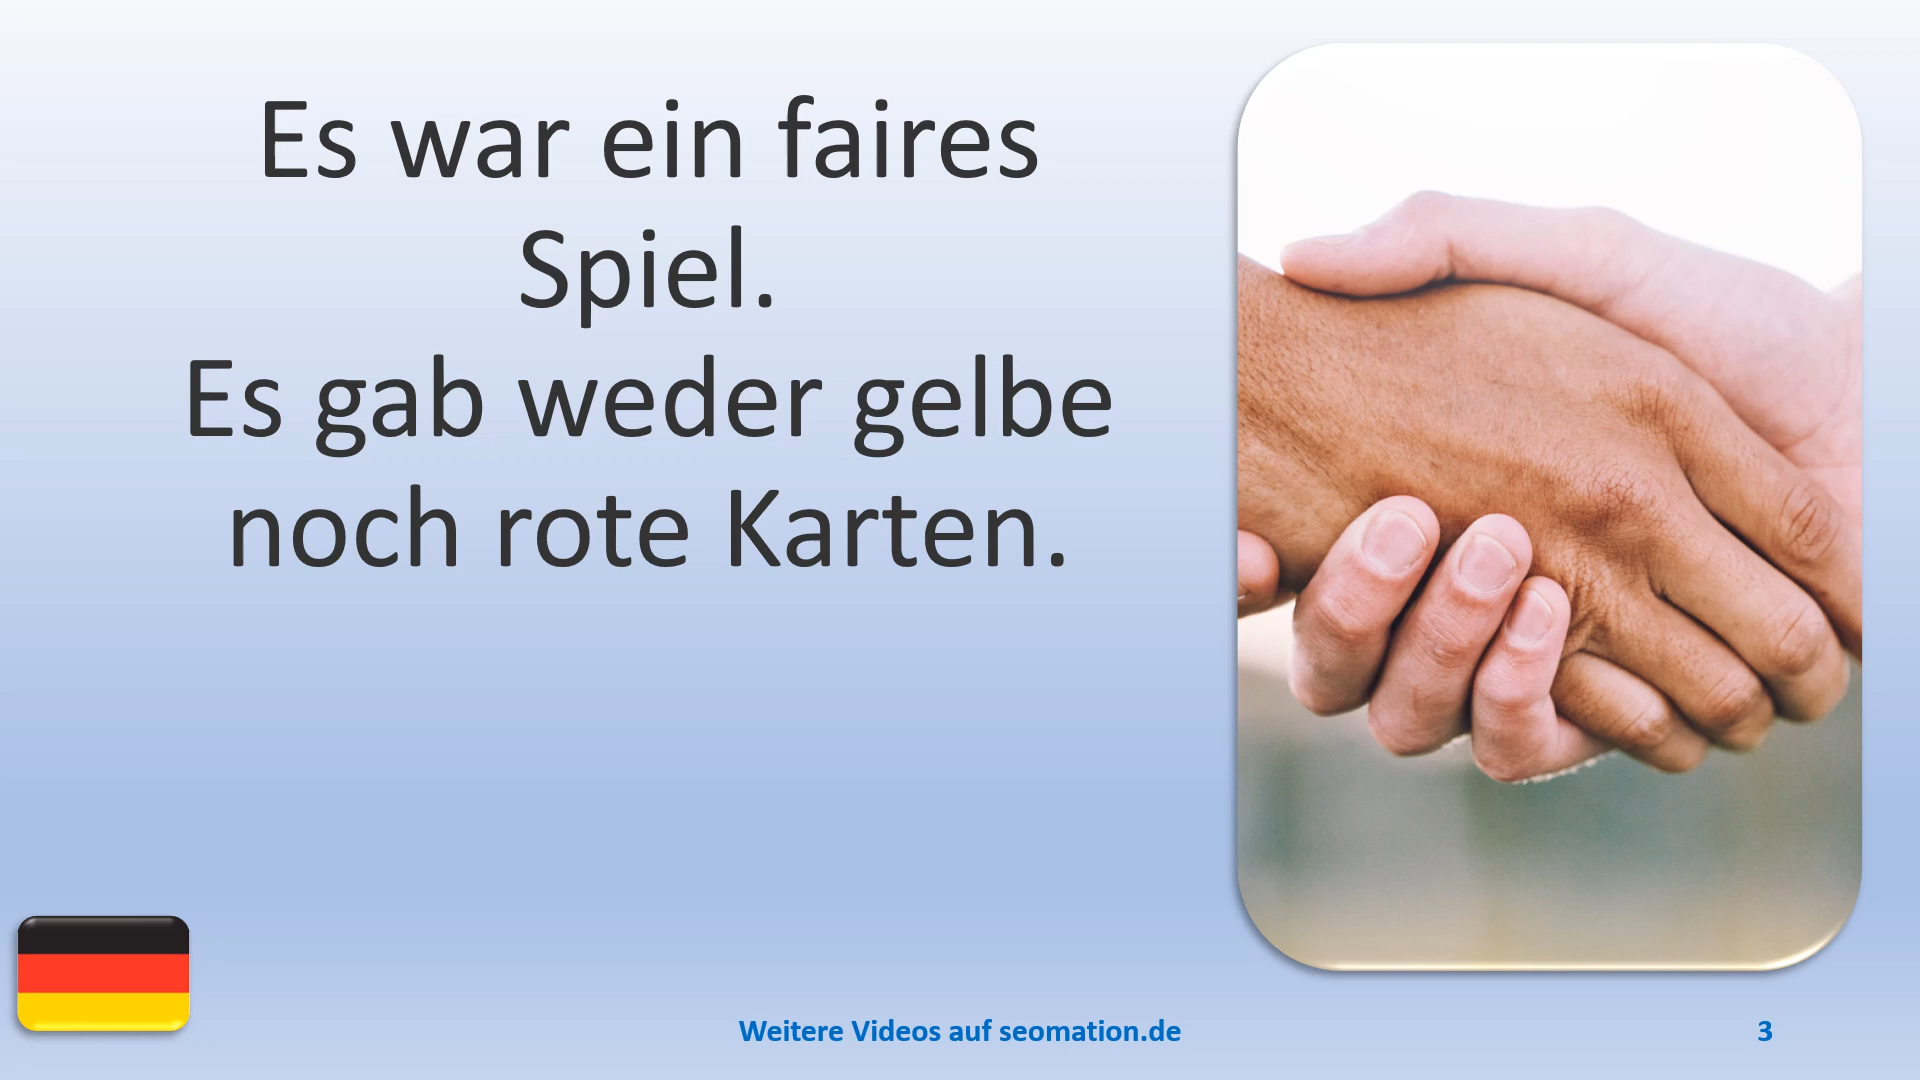 Es war ein faires
Spiel.
Es gab weder gelbe
noch rote Karten.
Weitere Videos auf seomation.de
3